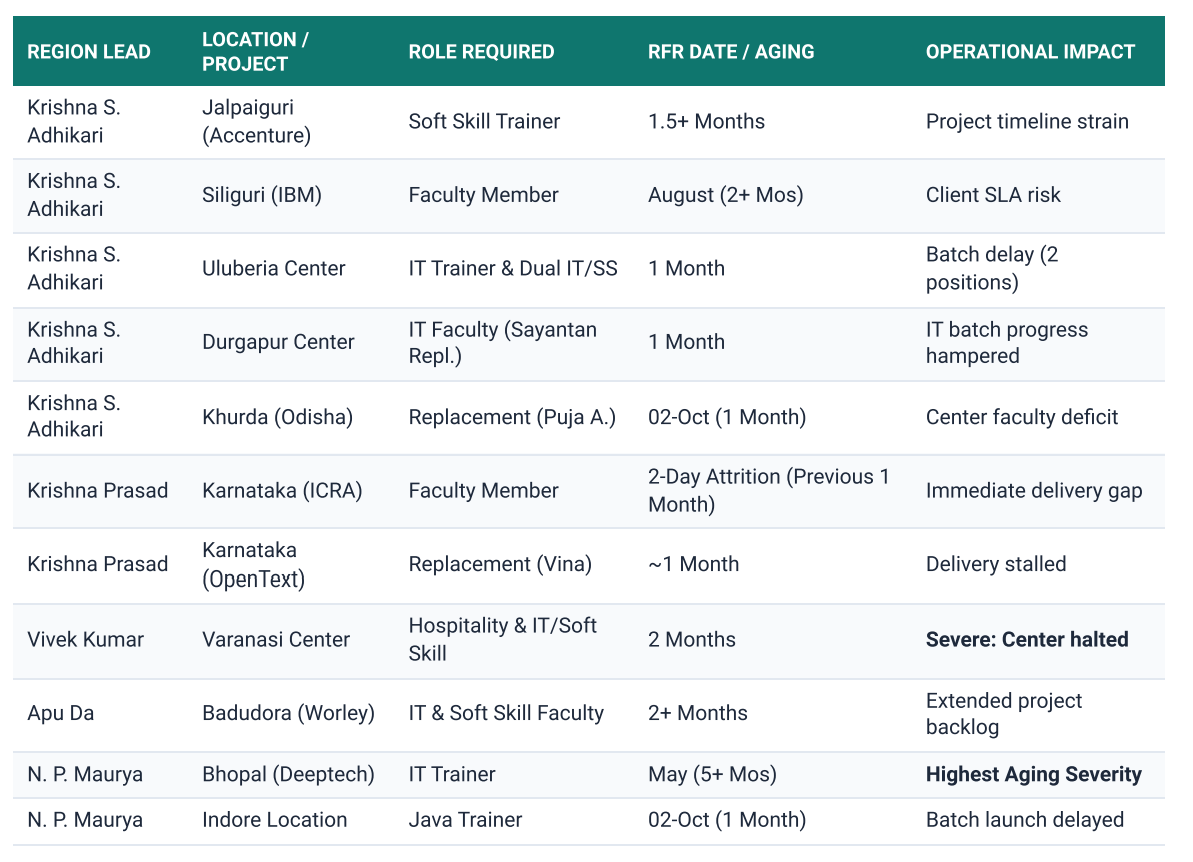 REGION LEAD
LOCATION /
PROJECT
ROLE REQUIRED
RFR DATE / AGING
OPERATIONAL IMPACT
Krishna S.
Adhikari
Jalpaiguri
(Accenture)
Soft Skill Trainer
1.5+ Months
Project timeline strain
Krishna S.
Adhikari
Siliguri (IBM)
Faculty Member
August (2+ Mos)
Client SLA risk
Krishna S.
Adhikari
Uluberia Center
IT Trainer & Dual IT/SS
1 Month
Batch delay (2
positions)
Krishna S.
Adhikari
Durgapur Center
IT Faculty (Sayantan
Repl.)
1 Month
IT batch progress
hampered
Krishna S.
Adhikari
Khurda (Odisha)
Replacement (Puja A.)
02-Oct (1 Month)
Center faculty deficit
Krishna Prasad
Karnataka (ICRA)
Faculty Member
2-Day Attrition (Previous 1
Month)
Immediate delivery gap
Krishna Prasad
Karnataka
(OpenText)
Replacement (Vina)
~1 Month
Delivery stalled
Vivek Kumar
Varanasi Center
Hospitality & IT/Soft
Skill
2 Months
Severe: Center halted
Apu Da
Badudora (Worley)
IT & Soft Skill Faculty
2+ Months
Extended project
backlog
N. P. Maurya
Bhopal (Deeptech)
IT Trainer
May (5+ Mos)
Highest Aging Severity
N. P. Maurya
Indore Location
Java Trainer
02-Oct (1 Month)
Batch launch delayed